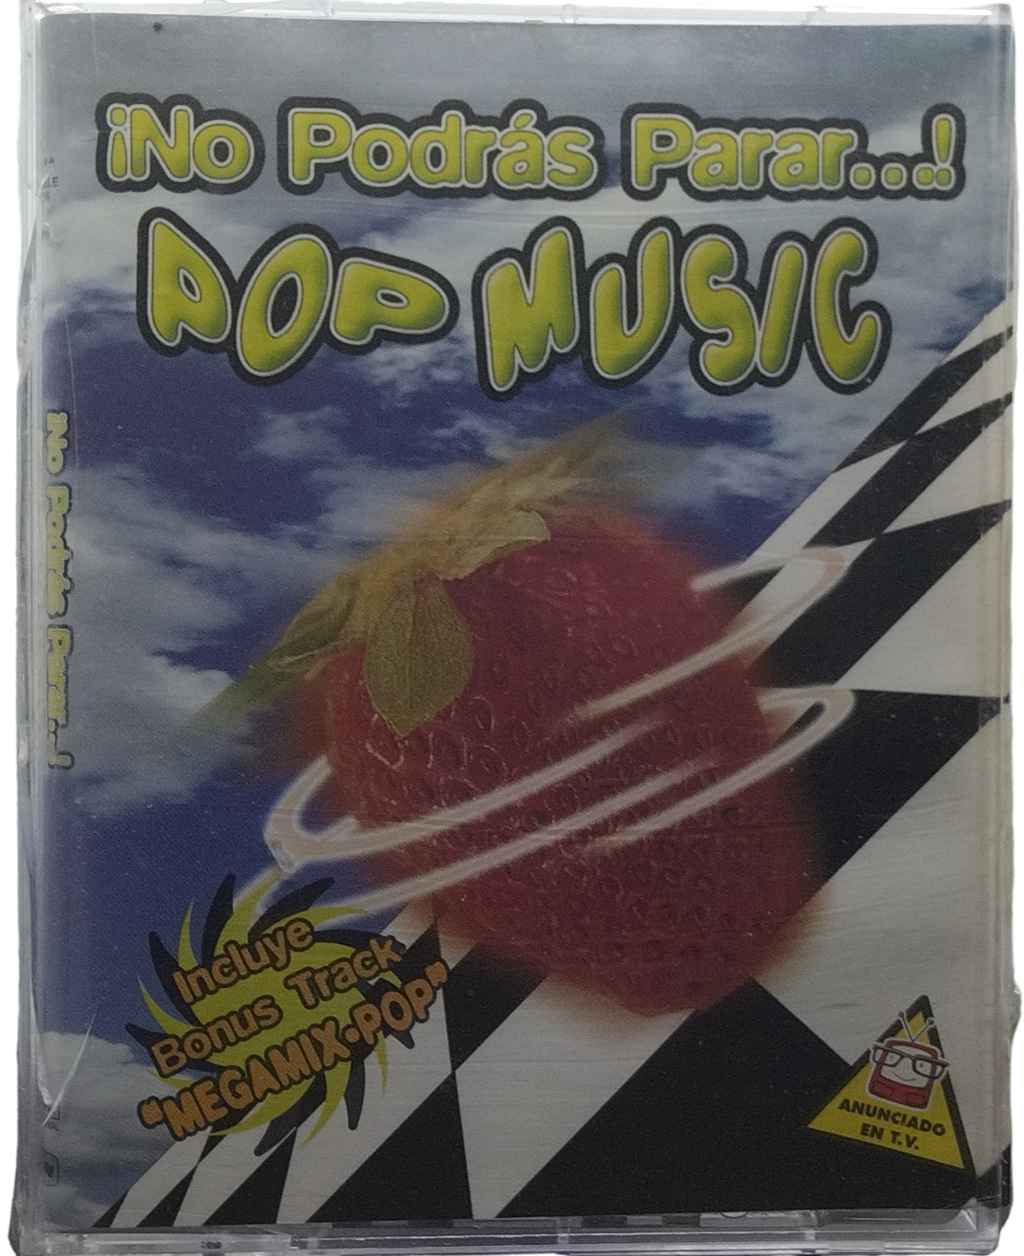 ¡No Podrás Parar...!
POP MUSIC
¡No Podrás Parar...!
Incluye
Bonus Track
"MEGAMIX•POP"
ANUNCIADO
EN T.V.